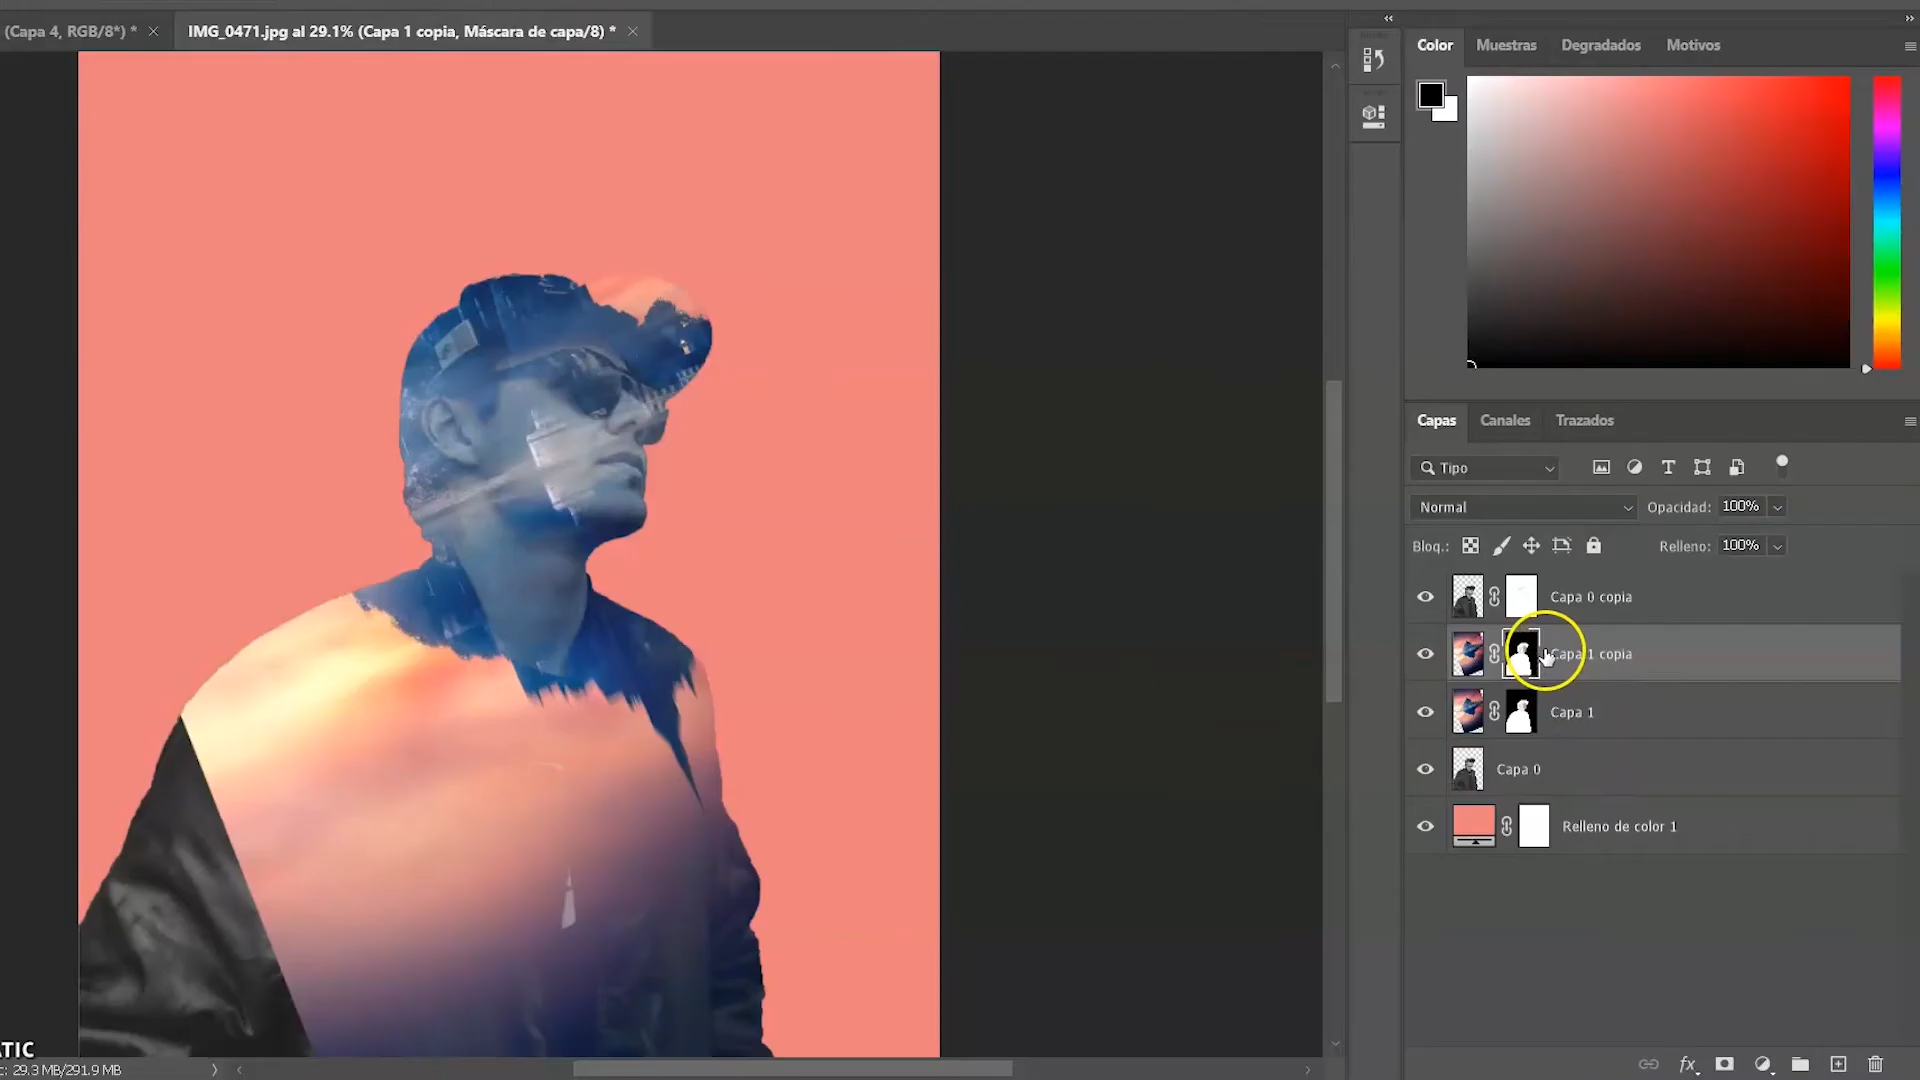 (Capa 4, RGB/8*) *
IMG_0471.jpg al 29.1% (Capa 1 copia, Máscara de capa/8) *
Color
Muestras
Degradados
Motivos
Capas
Canales
Trazados
Tipo
Normal
Opacidad: 100%
Bloq.:
Relleno: 100%
Capa 0 copia
Capa 1 copia
Capa 1
Capa 0
Relleno de color 1
fx
TIC
c: 29.3 MB/291.9 MB